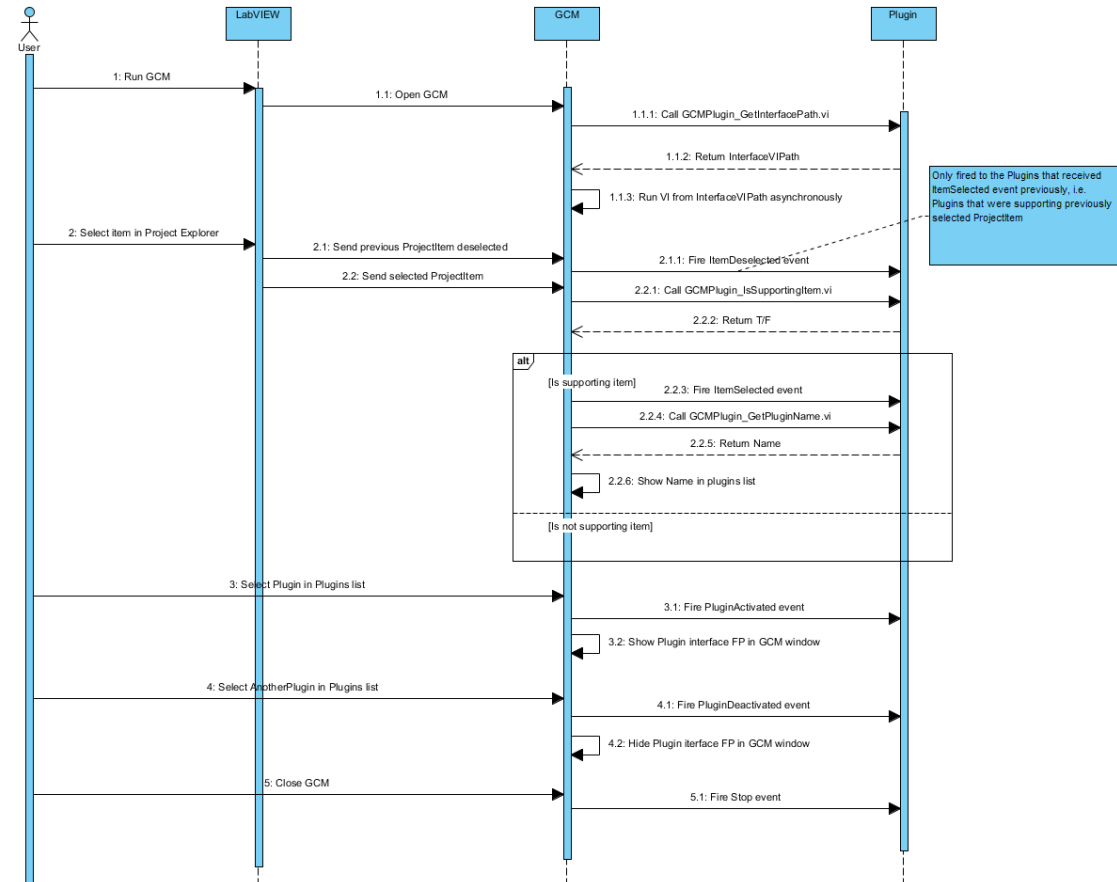 LabVIEW
GCM
Plugin
User
1: Run GCM
1.1: Open GCM
1.1.1: Call GCMPlugin_GetInterfacePath.vi
1.1.2: Return InterfaceVIPath
1.1.3: Run VI from InterfaceVIPath asynchronously
Only fired to the Plugins that received
ItemSelected event previously, i.e.
Plugins that were supporting previously
selected ProjectItem
2: Select item in Project Explorer
2.1: Send previous ProjectItem deselected
2.1.1: Fire ItemDeselected event
2.2: Send selected ProjectItem
2.2.1: Call GCMPlugin_IsSupportingItem.vi
2.2.2: Return T/F
alt
[Is supporting item]
2.2.3: Fire ItemSelected event
2.2.4: Call GCMPlugin_GetPluginName.vi
2.2.5: Return Name
2.2.6: Show Name in plugins list
[Is not supporting item]
3: Select Plugin in Plugins list
3.1: Fire PluginActivated event
3.2: Show Plugin interface FP in GCM window
4: Select AnotherPlugin in Plugins list
4.1: Fire PluginDeactivated event
4.2: Hide Plugin iterface FP in GCM window
5: Close GCM
5.1: Fire Stop event